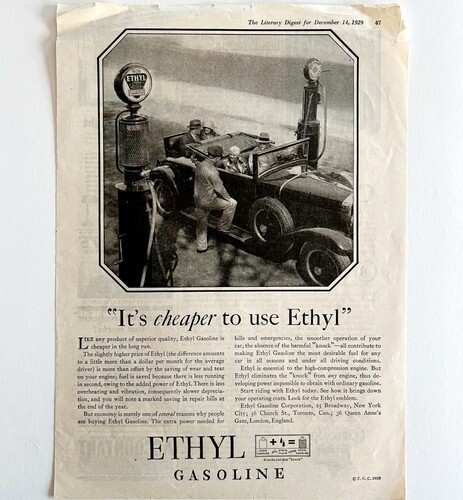 The Literary Digest for December 14, 1929 67
ETHYL
"It's cheaper to use Ethyl"
LIKE any product of superior quality, Ethyl Gasoline is
cheaper in the long run.
The slightly higher price of Ethyl (the difference amounts
to a little more than a dollar per month for the average
driver) is more than offset by the saving of wear and tear
on your engine; fuel is saved because there is less running
in second, owing to the added power of Ethyl. There is less
overheating and vibration, consequently slower deprecia-
tion, and you will note a marked saving in repair bills at
the end of the year.
But economy is merely one of several reasons why people
are buying Ethyl Gasoline. The extra power needed for
hills and emergencies, the smoother operation of your
car, the absence of the harmful "knock"—all contribute to
making Ethyl Gasoline the most desirable fuel for any
car in all seasons and under all driving conditions.
Ethyl is essential to the high-compression engine. But
Ethyl eliminates the "knock" from any engine, thus de-
veloping power impossible to obtain with ordinary gasoline.
Start riding with Ethyl today. See how it brings down
your operating costs. Look for the Ethyl emblem.
Ethyl Gasoline Corporation, 25 Broadway, New York
City; 56 Church St., Toronto, Can.; 36 Queen Anne's
Gate, London, England.
ETHYL
GASOLINE
© E. G. C. 1929